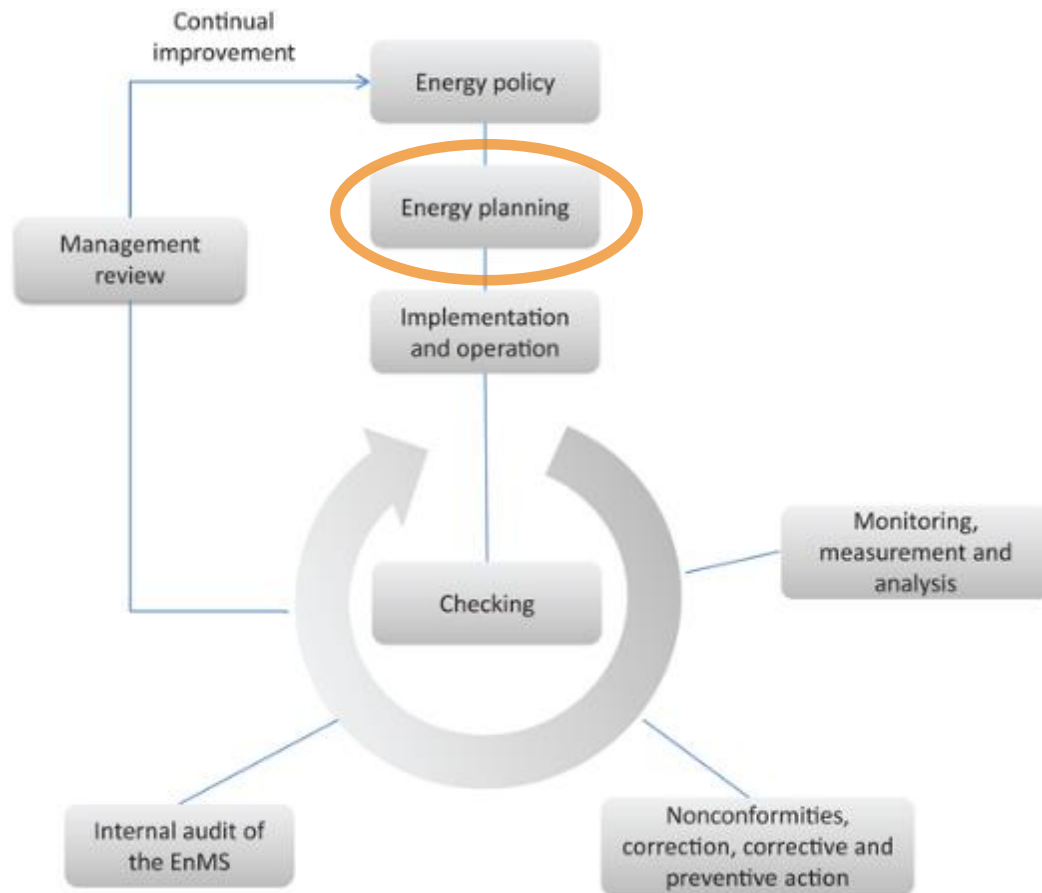 Continual
improvement
Energy policy
Energy planning
Management
review
Implementation
and operation
Monitoring,
measurement and
analysis
Checking
Internal audit of
the EnMS
Nonconformities,
correction, corrective and
preventive action